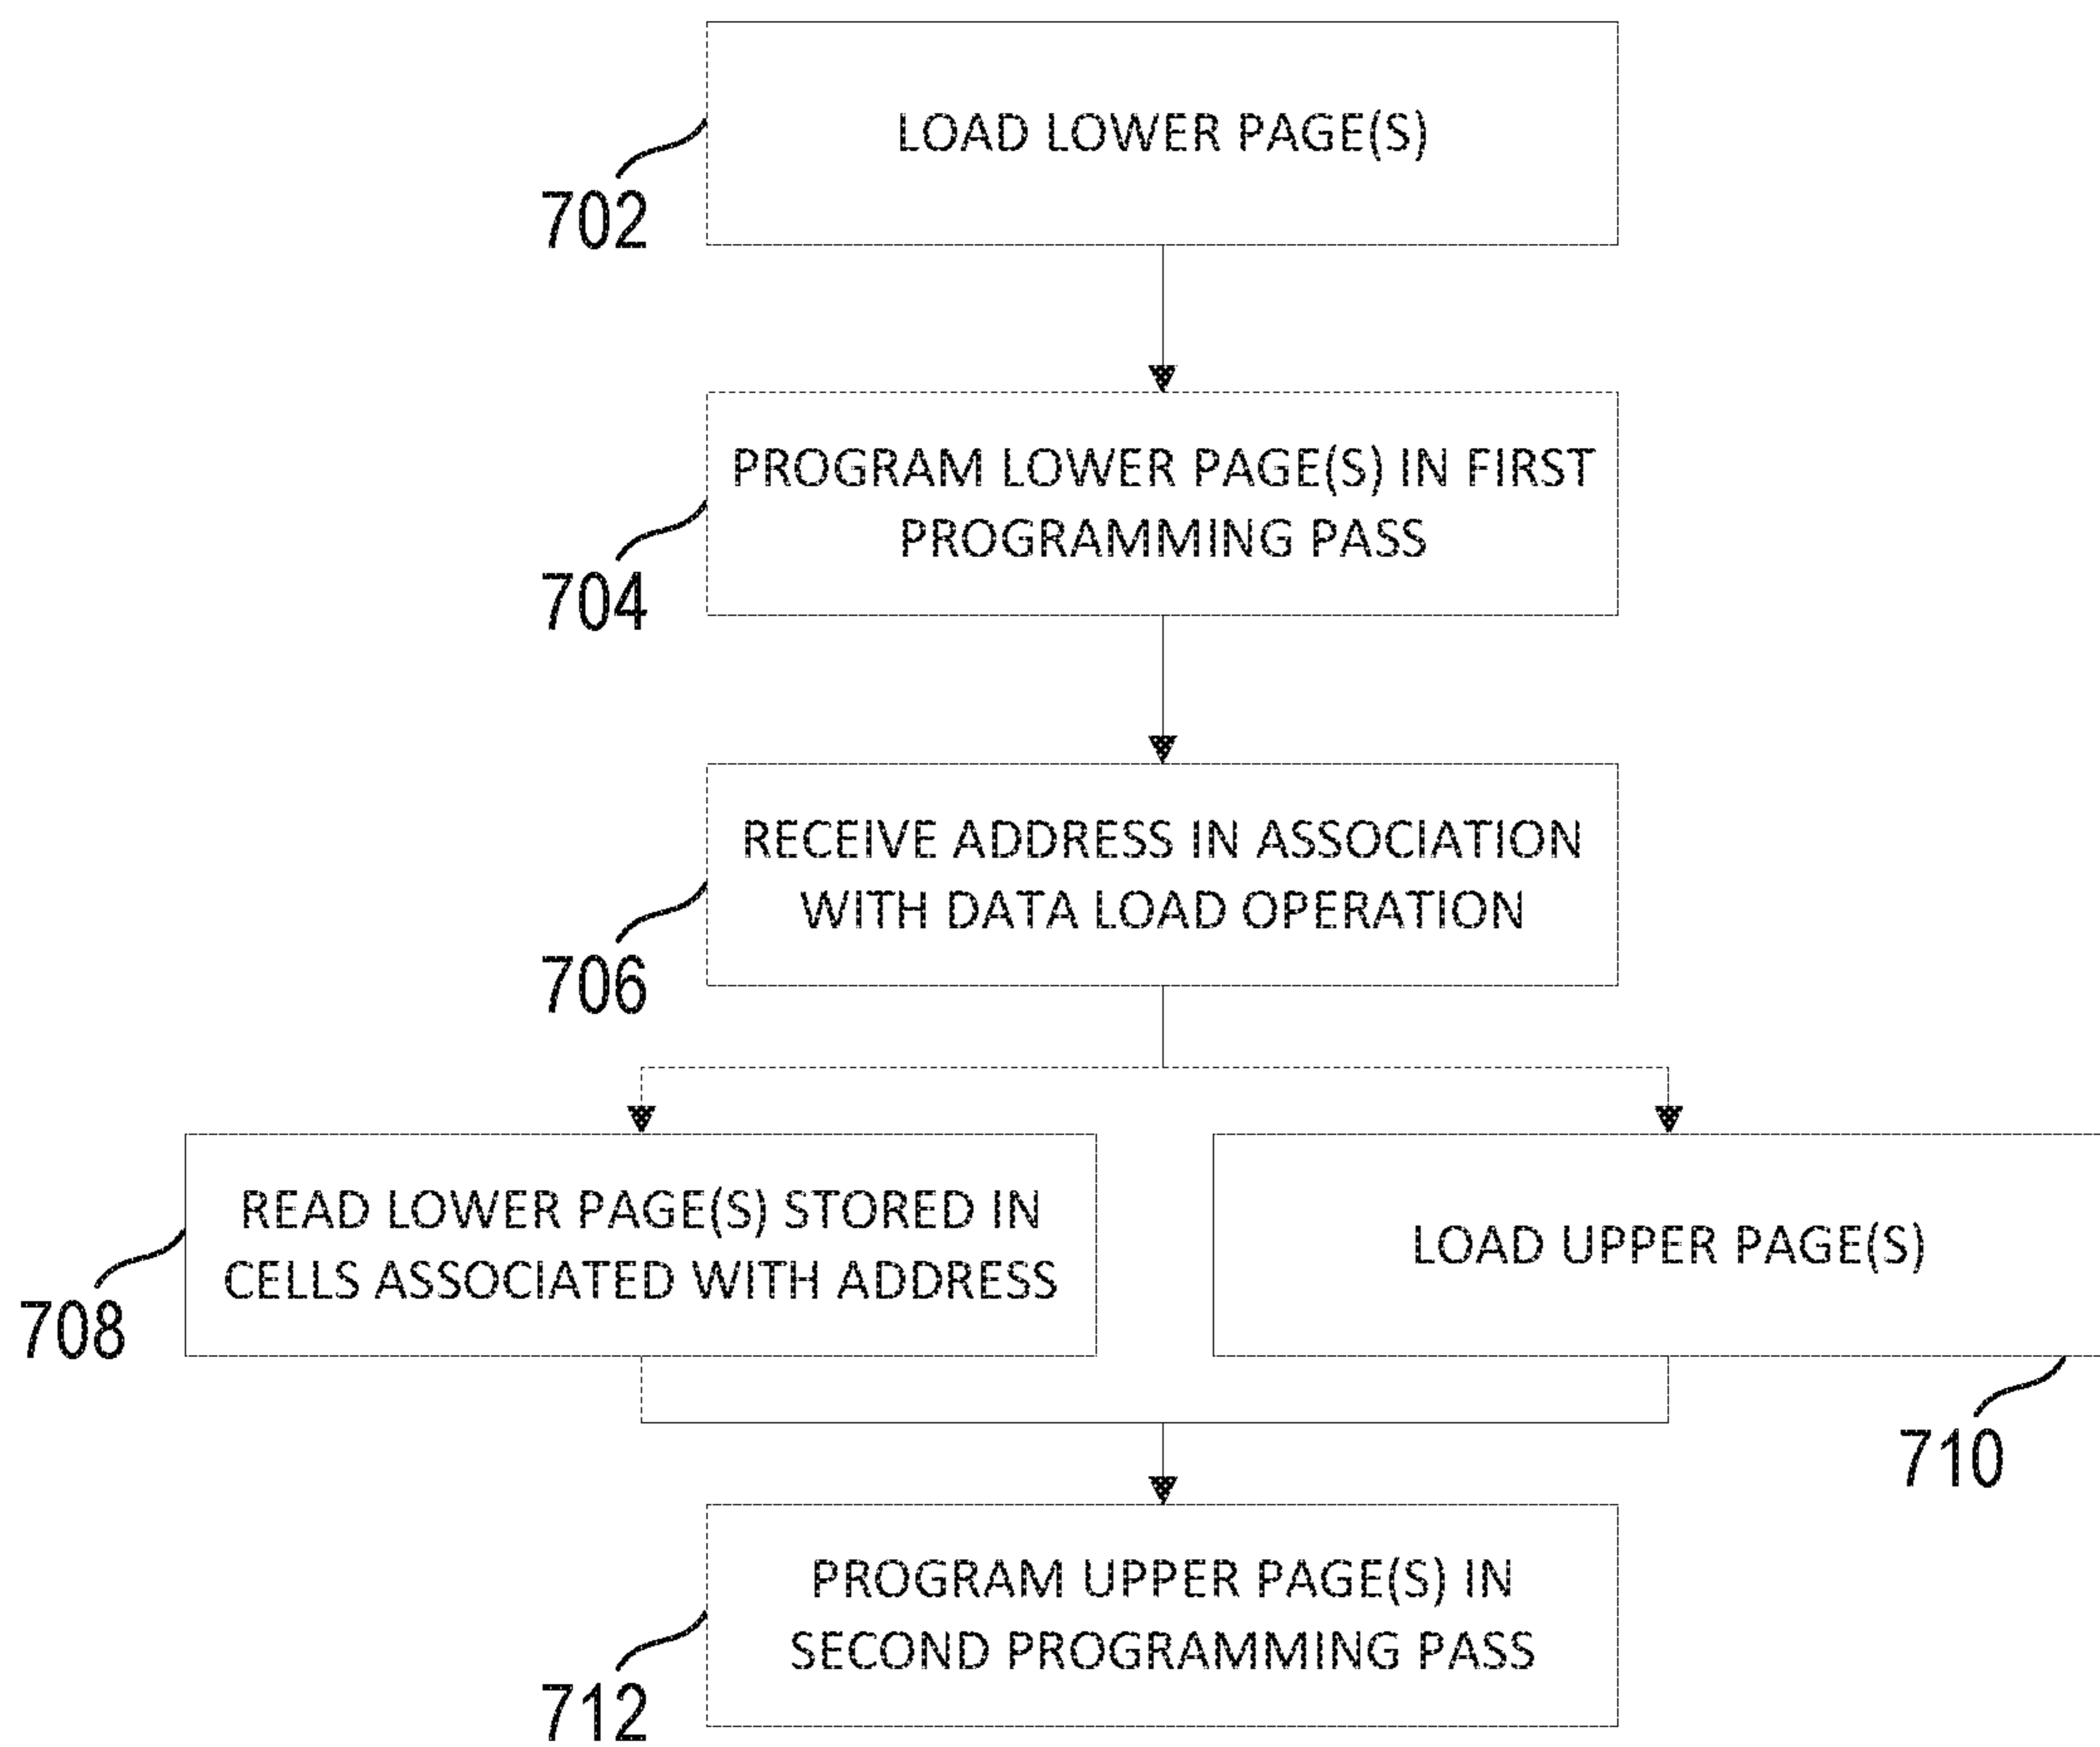 LOAD LOWER PAGE(S)
702
PROGRAM LOWER PAGE(S) IN FIRST
PROGRAMMING PASS
704
RECEIVE ADDRESS IN ASSOCIATION
WITH DATA LOAD OPERATION
706
READ LOWER PAGE(S) STORED IN
CELLS ASSOCIATED WITH ADDRESS
708
LOAD UPPER PAGE(S)
710
PROGRAM UPPER PAGE(S) IN
SECOND PROGRAMMING PASS
712